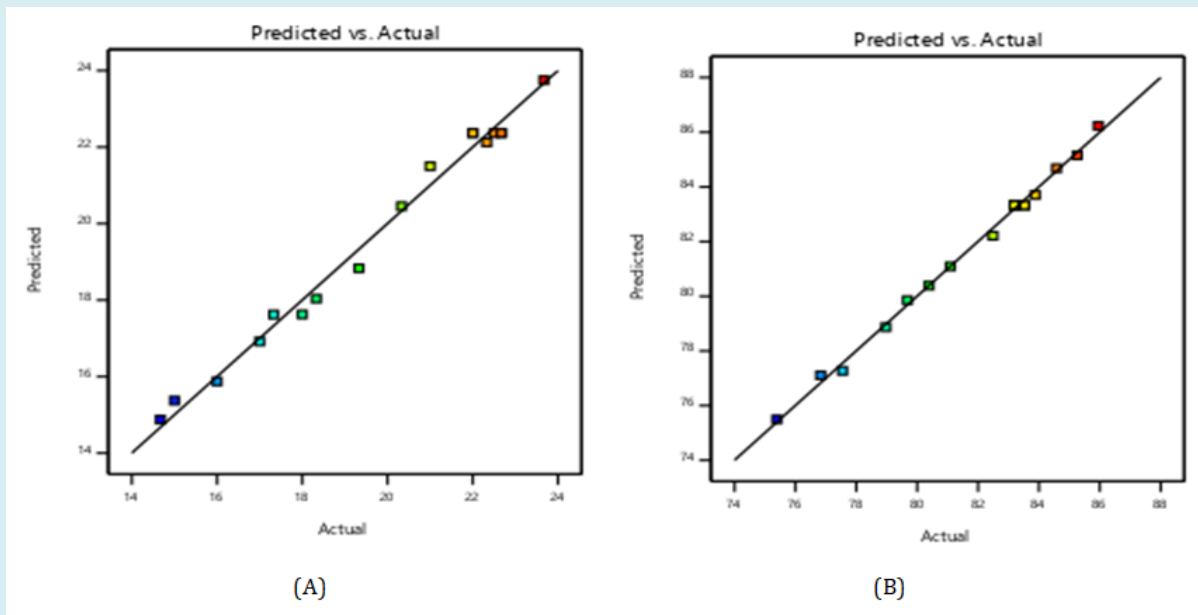 Predicted vs. Actual
24
22
20
18
16
14
Predicted
14 16 18 20 22 24
Actual
(A)
Predicted vs. Actual
88
86
84
82
80
78
76
74
Predicted
74 76 78 80 82 84 86 88
Actual
(B)